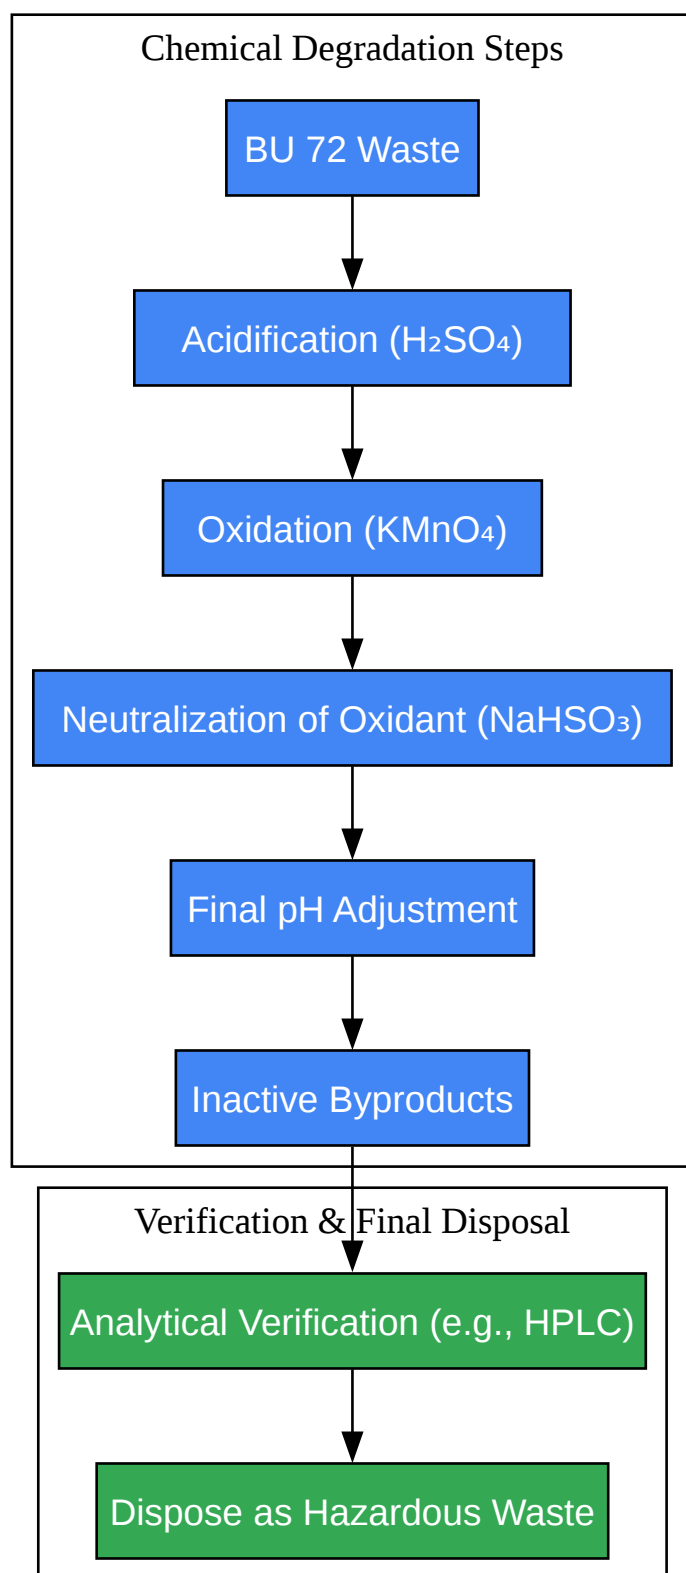 Chemical Degradation Steps
BU 72 Waste
Acidification (H₂SO₄)
Oxidation (KMnO₄)
Neutralization of Oxidant (NaHSO₃)
Final pH Adjustment
Inactive Byproducts
Verification & Final Disposal
Analytical Verification (e.g., HPLC)
Dispose as Hazardous Waste